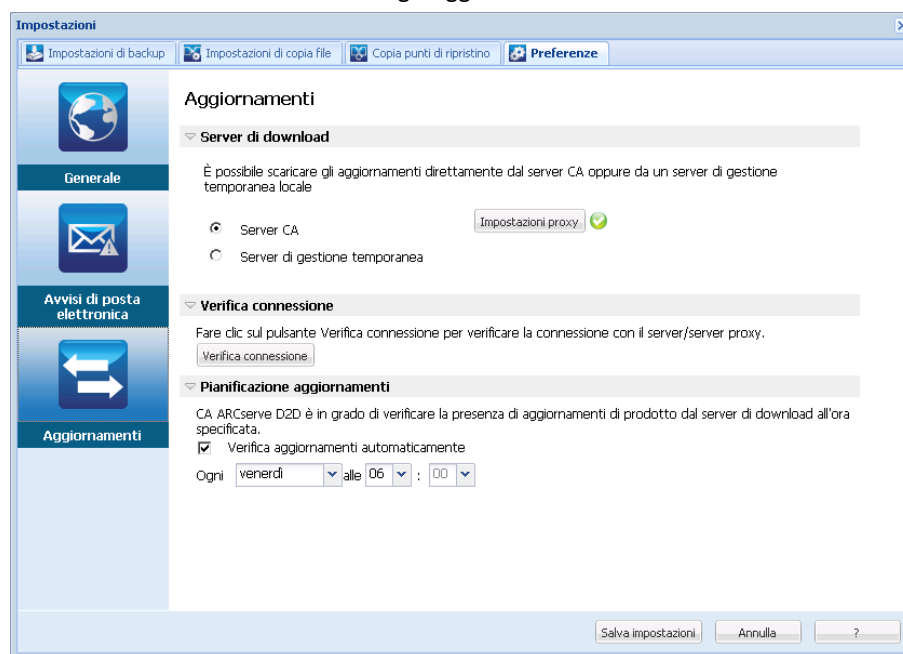 Impostazioni
Impostazioni di backup
Impostazioni di copia file
Copia punti di ripristino
Preferenze
Generale
Avvisi di posta
elettronica
Aggiornamenti
Aggiornamenti
Server di download
È possibile scaricare gli aggiornamenti direttamente dal server CA oppure da un server di gestione
temporanea locale
Server CA
Impostazioni proxy
Server di gestione temporanea
Verifica connessione
Fare clic sul pulsante Verifica connessione per verificare la connessione con il server/server proxy.
Verifica connessione
Pianificazione aggiornamenti
CA ARCserve D2D è in grado di verificare la presenza di aggiornamenti di prodotto dal server di download all'ora
specificata.
Verifica aggiornamenti automaticamente
Ogni venerdì alle 06 : 00
Salva impostazioni Annulla ?